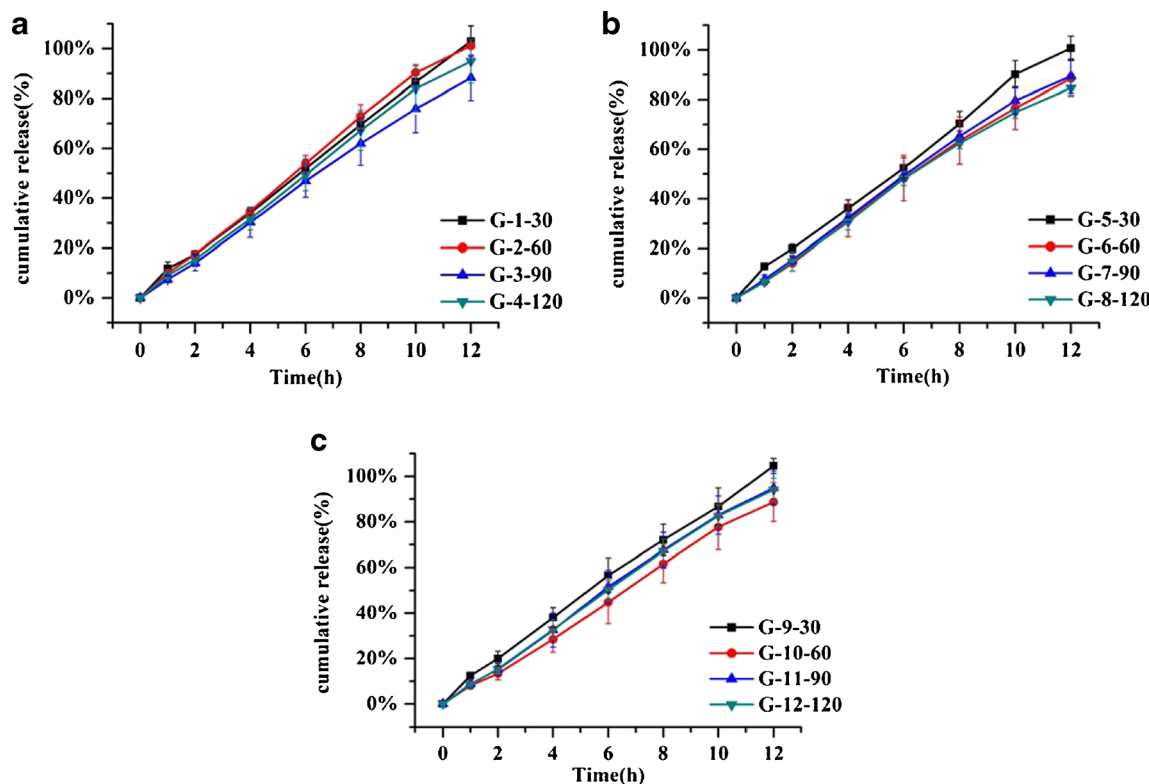 a
cumulative release(%)
100%
80%
60%
40%
20%
0%
G-1-30
G-2-60
G-3-90
G-4-120
0 2 4 6 8 10 12
Time(h)
b
cumulative release(%)
100%
80%
60%
40%
20%
0%
G-5-30
G-6-60
G-7-90
G-8-120
0 2 4 6 8 10 12
Time(h)
c
cumulative release(%)
100%
80%
60%
40%
20%
0%
G-9-30
G-10-60
G-11-90
G-12-120
0 2 4 6 8 10 12
Time(h)